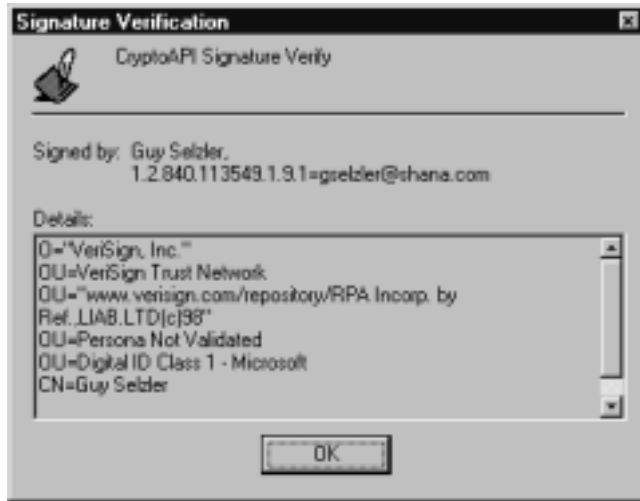 Signature Verification
CryptoAPI Signature Verify
Signed by: Guy Selzler,
1.2.840.113549.1.9.1=gselzler@shana.com
Details:
O="VeriSign, Inc."
OU=VeriSign Trust Network
OU="www.verisign.com/repository/RPA Incorp. by
Ref.,LIAB.LTD(c)98"
OU=Persona Not Validated
OU=Digital ID Class 1 - Microsoft
CN=Guy Selzler
OK